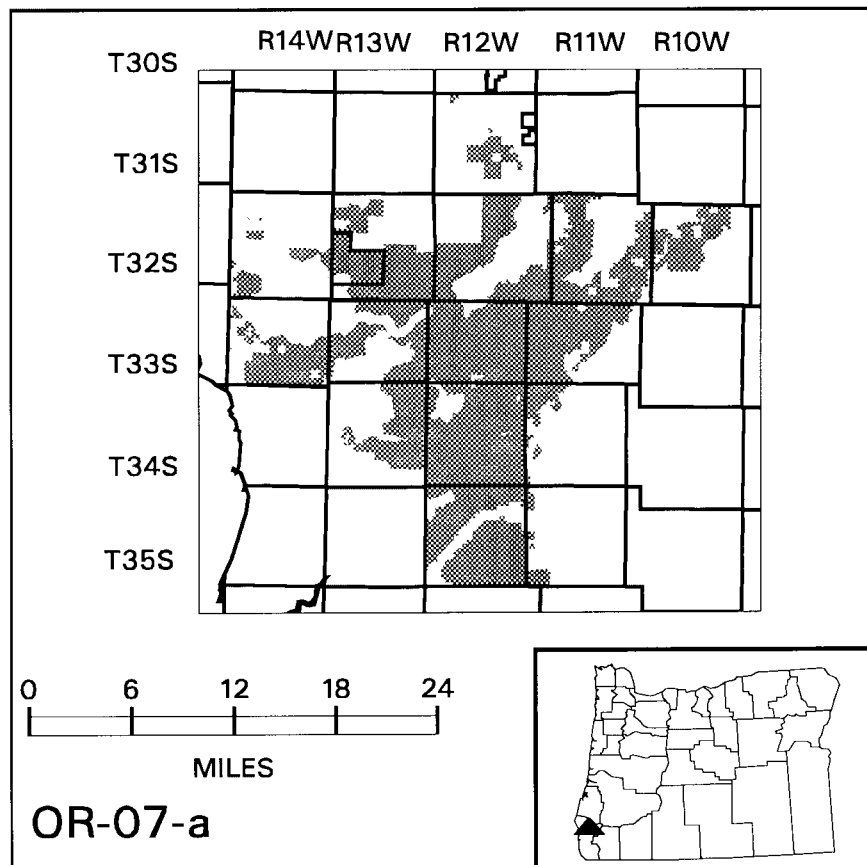 R14W R13W R12W R11W R10W
T30S
T31S
T32S
T33S
T34S
T35S
0 6 12 18 24
MILES
OR-07-a